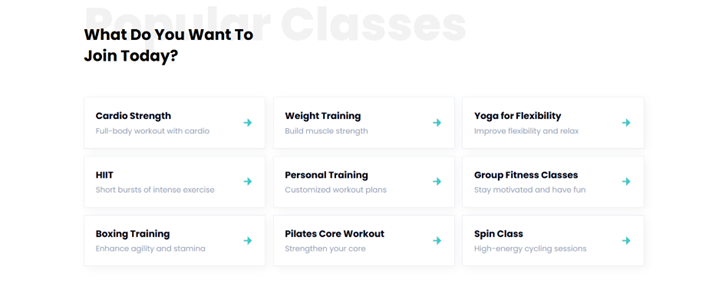 Popular Classes
What Do You Want To
Join Today?
Cardio Strength
Full-body workout with cardio
Weight Training
Build muscle strength
Yoga for Flexibility
Improve flexibility and relax
HIIT
Short bursts of intense exercise
Personal Training
Customized workout plans
Group Fitness Classes
Stay motivated and have fun
Boxing Training
Enhance agility and stamina
Pilates Core Workout
Strengthen your core
Spin Class
High-energy cycling sessions